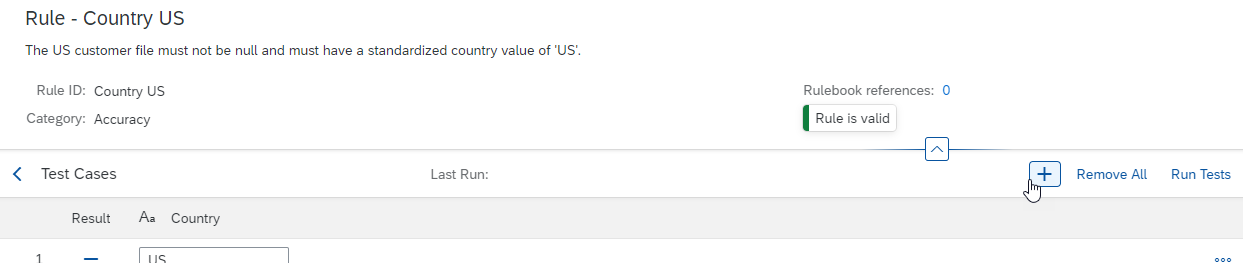 Rule - Country US
The US customer file must not be null and must have a standardized country value of 'US'.
Rule ID: Country US
Rulebook references: 0
Category: Accuracy
Rule is valid
Test Cases
Last Run:
Remove All
Run Tests
Result
Aa Country
1
US